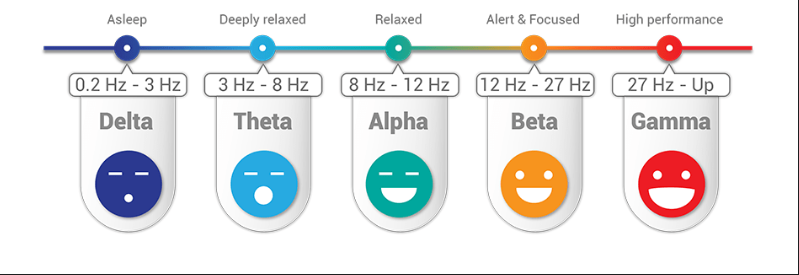 Asleep
Deeply relaxed
Relaxed
Alert & Focused
High performance
0.2 Hz - 3 Hz
3 Hz - 8 Hz
8 Hz - 12 Hz
12 Hz - 27 Hz
27 Hz - Up
Delta
Theta
Alpha
Beta
Gamma